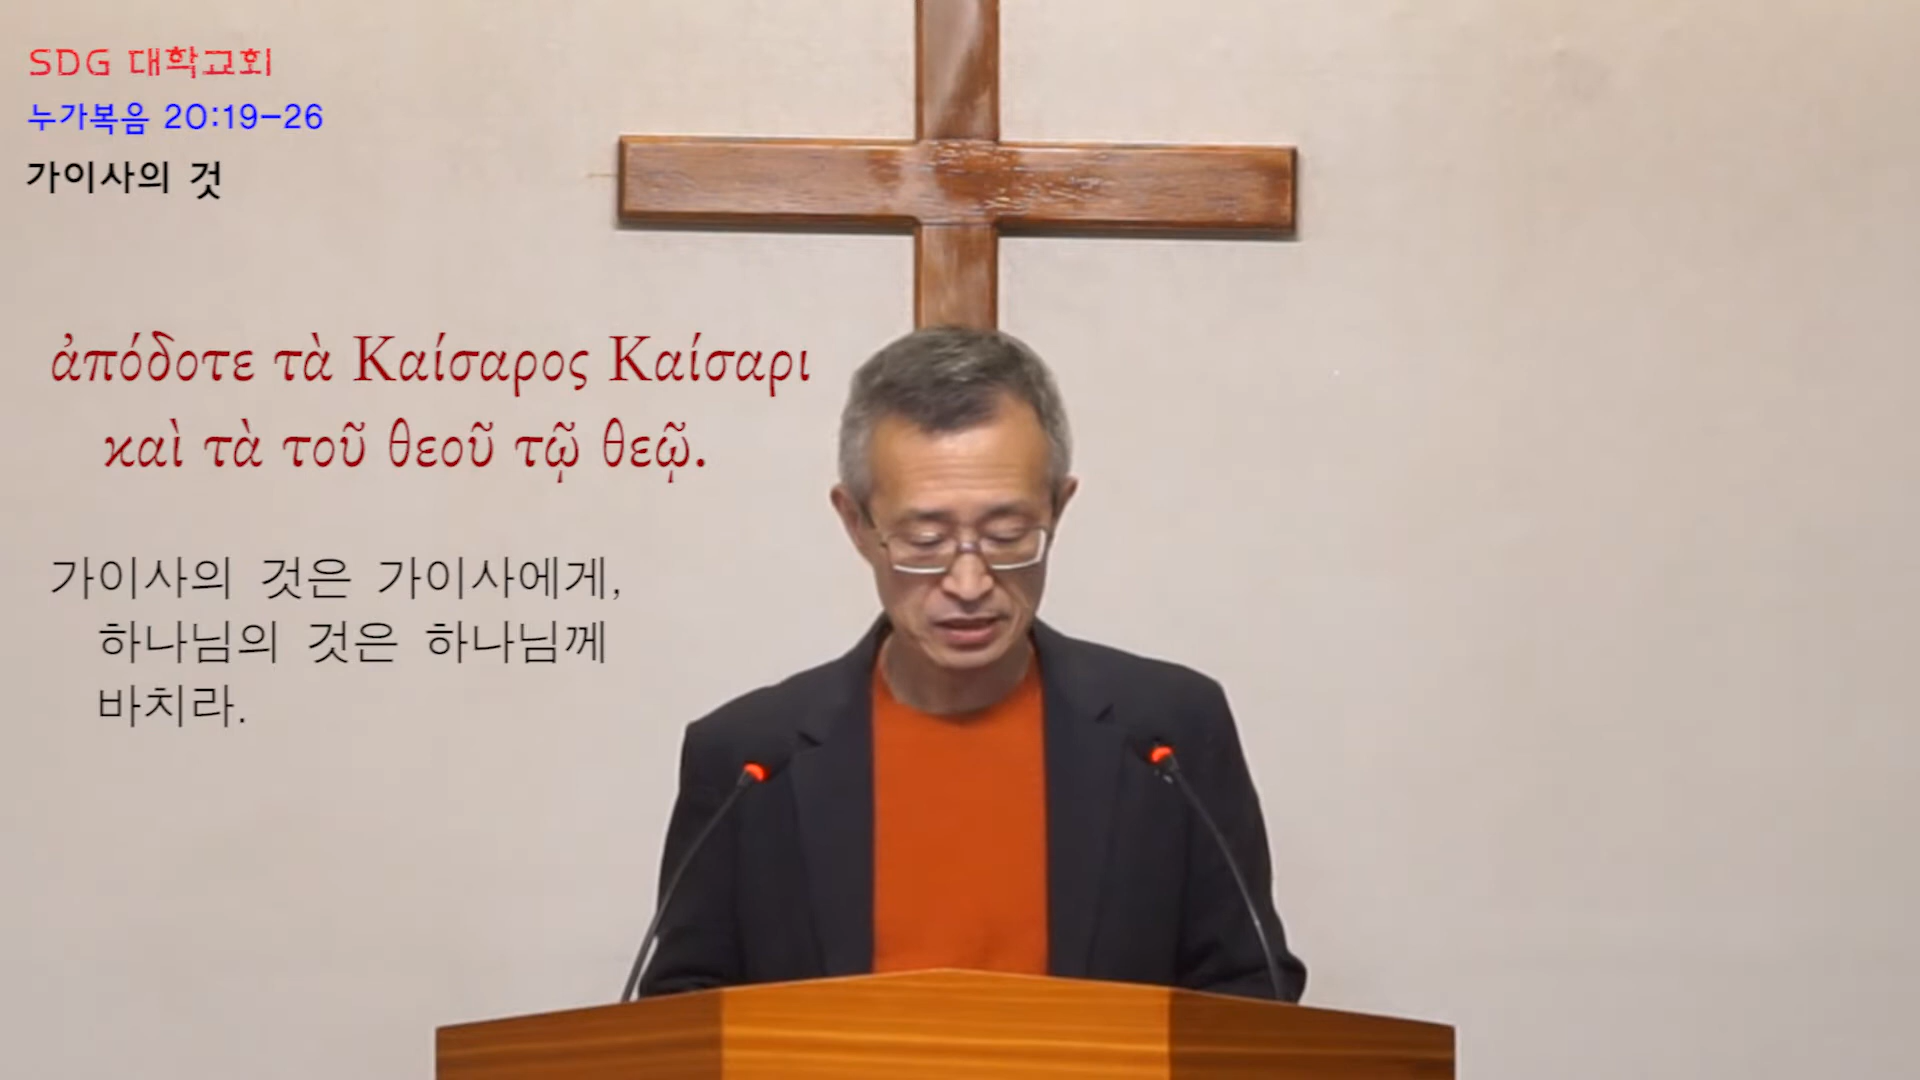 SDG 대학교회
누가복음 20:19-26
가이사의 것
ἀπόδοτε τὰ Καίσαρος Καίσαρι
καὶ τὰ τοῦ θεοῦ τῷ θεῷ.
가이사의 것은 가이사에게,
하나님의 것은 하나님께
바치라.